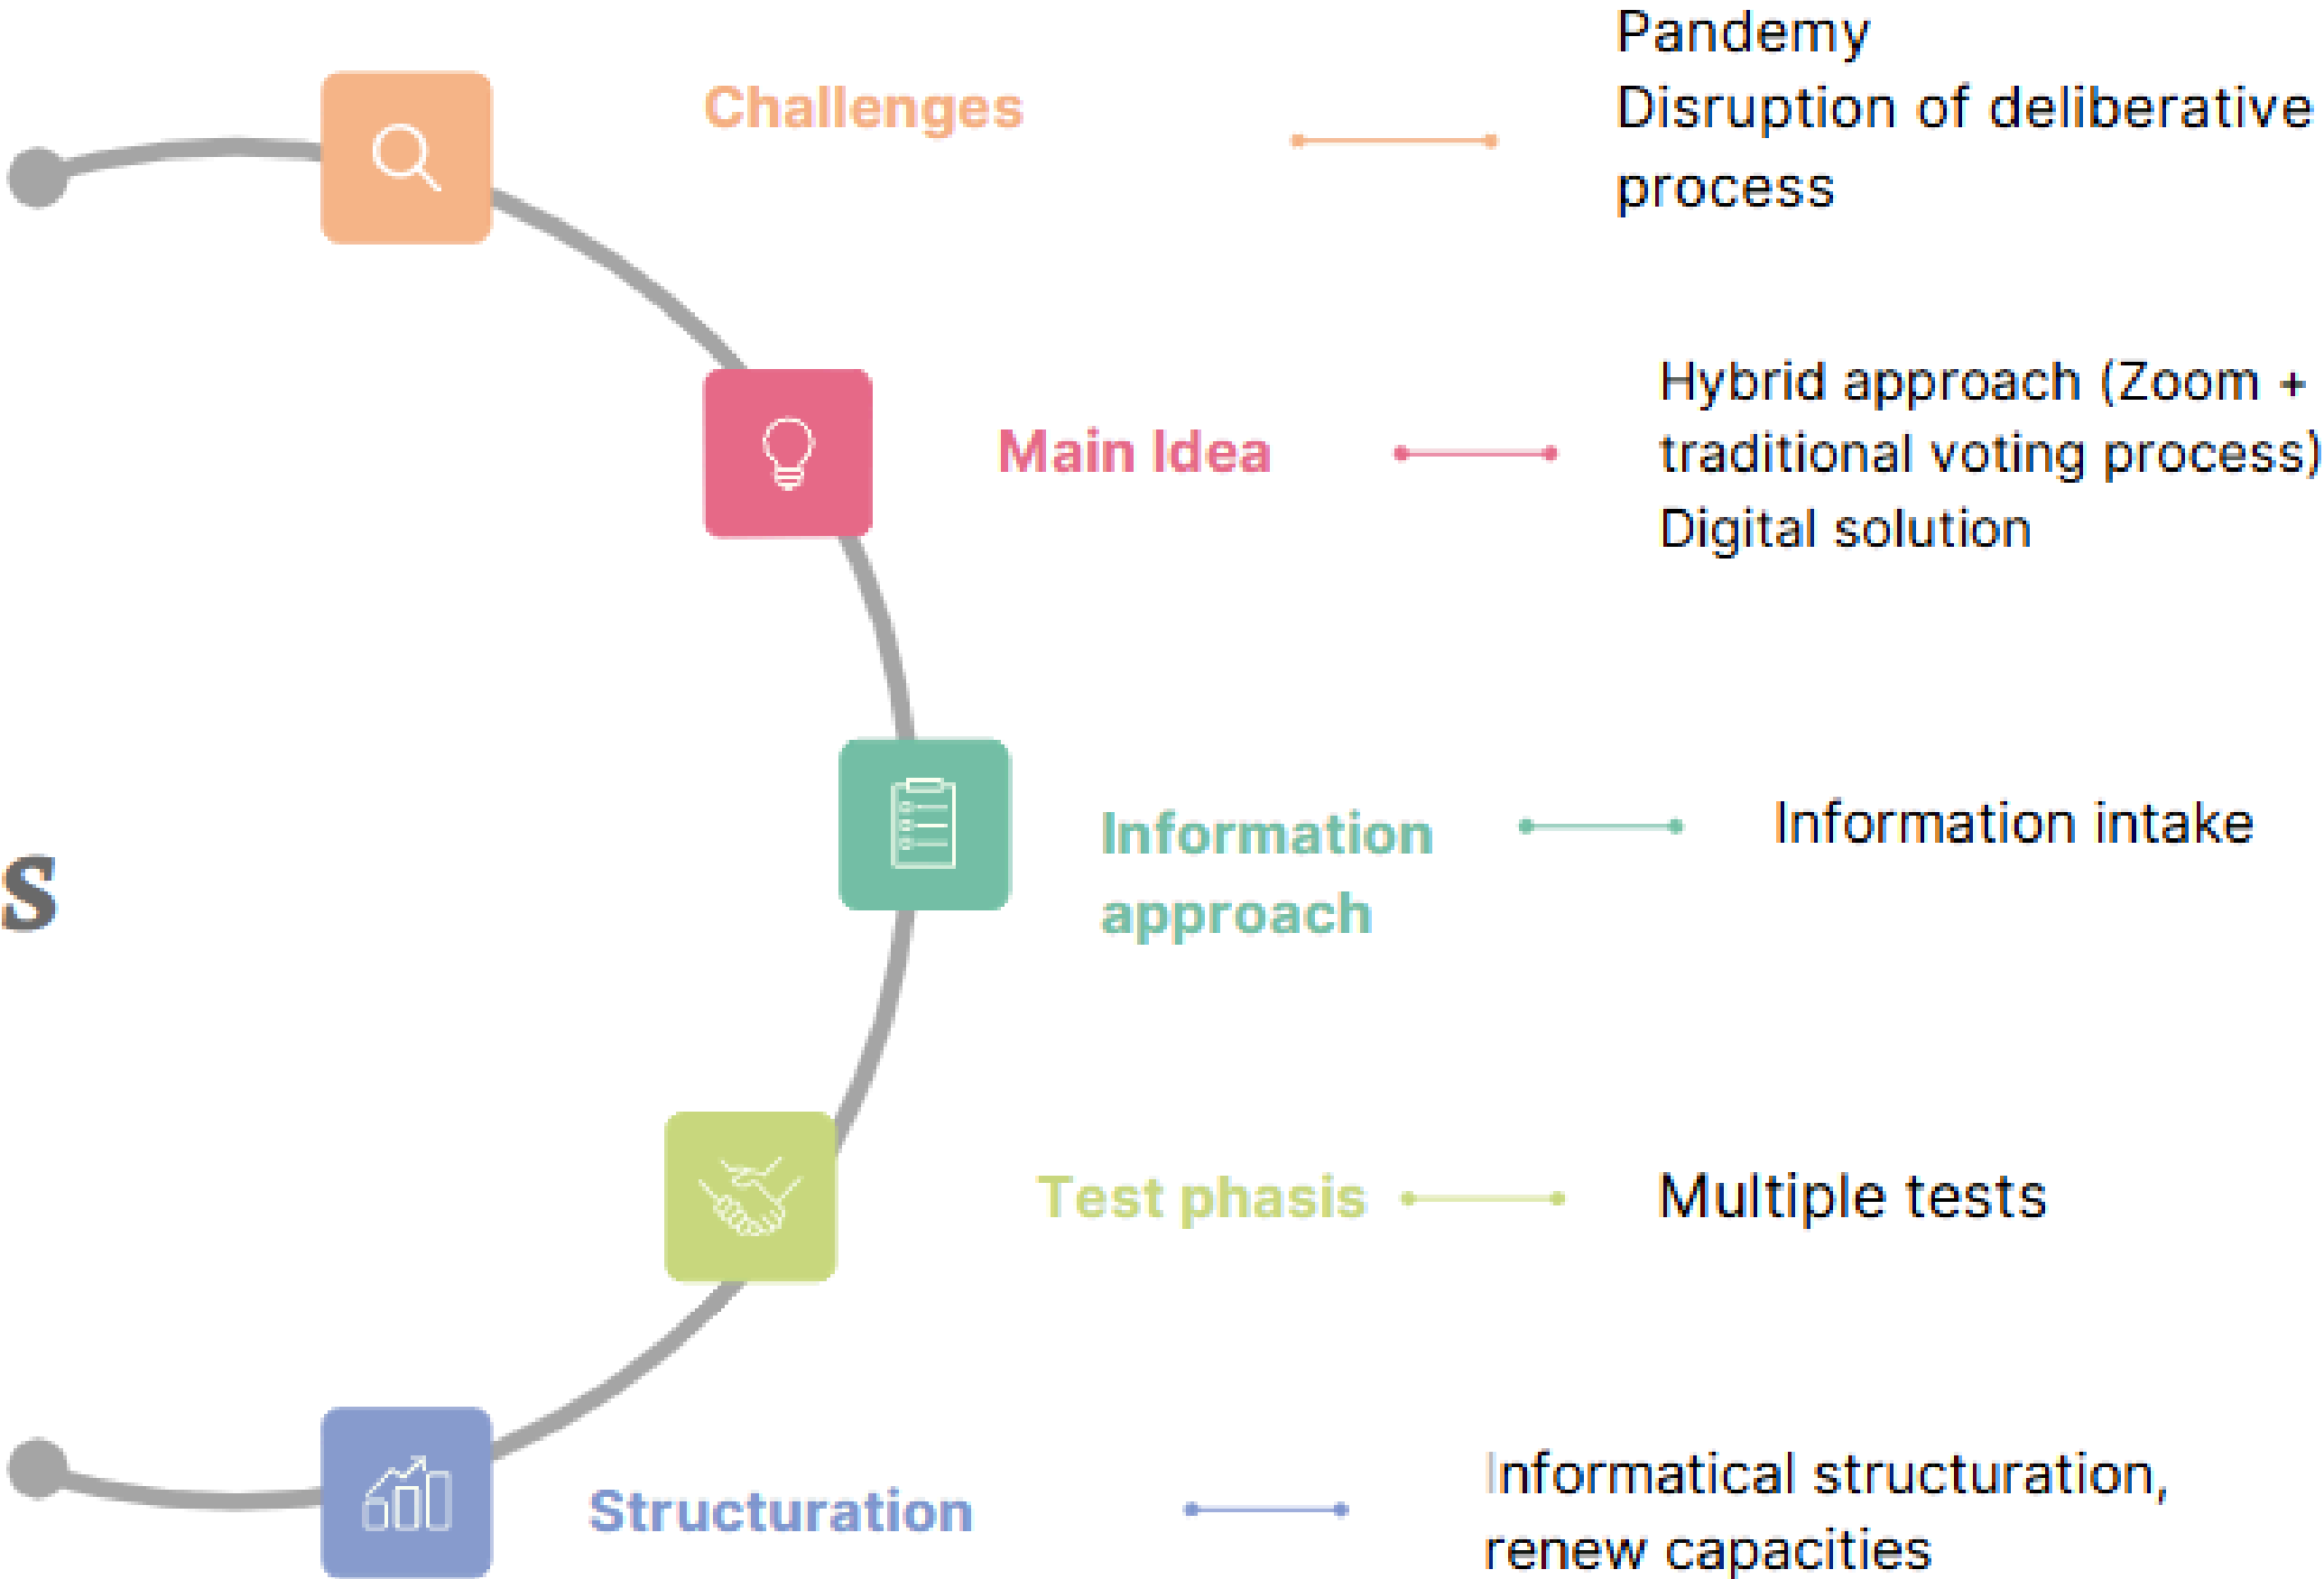 Challenges
Pandemy
Disruption of deliberative
process
Main Idea
Hybrid approach (Zoom +
traditional voting process)
Digital solution
Information
approach
Information intake
s
Test phasis
Multiple tests
Structuration
Informatical structuration,
renew capacities